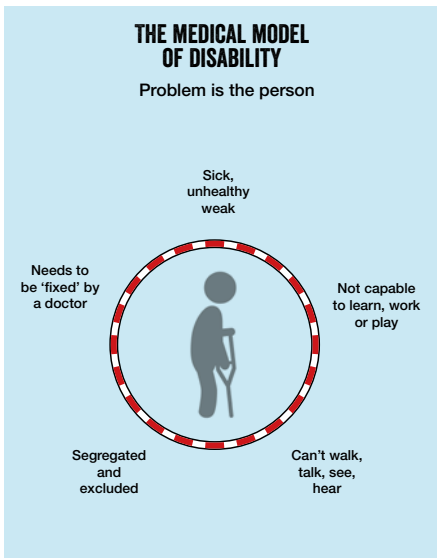 THE MEDICAL MODEL
OF DISABILITY
Problem is the person
Sick,
unhealthy
weak
Needs to
be ‘fixed’ by
a doctor
Not capable
to learn, work
or play
Segregated
and
excluded
Can’t walk,
talk, see,
hear